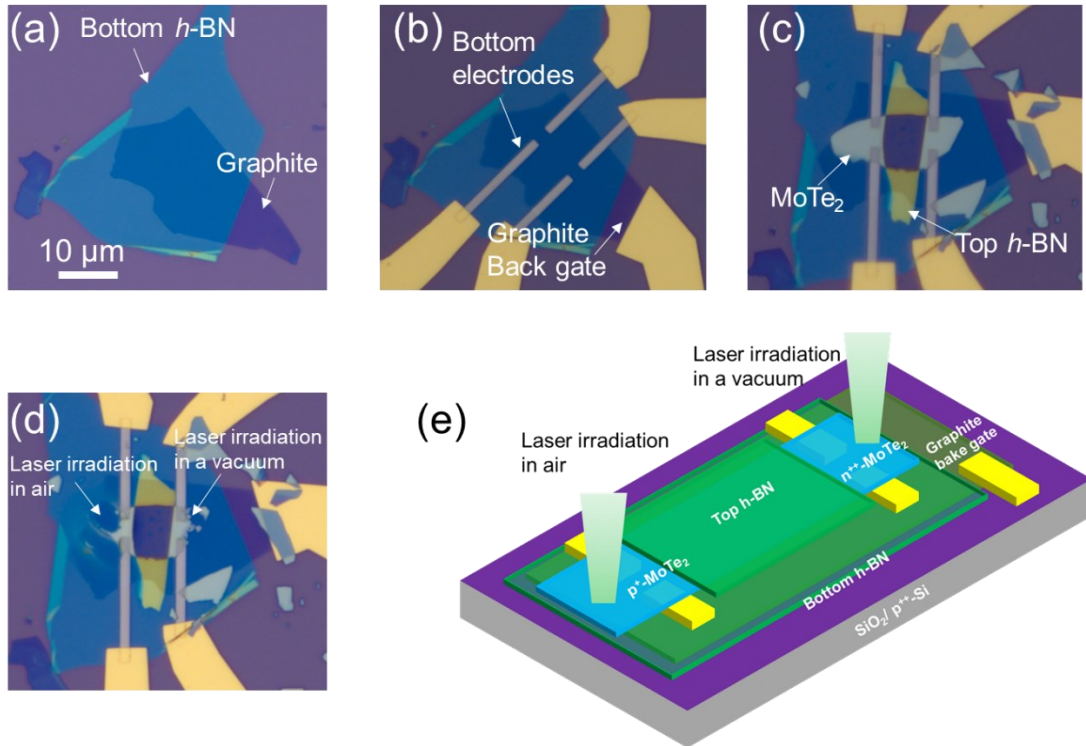 (a)
Bottom h-BN
Graphite
10 μm
(b)
Bottom
electrodes
Graphite
Back gate
(c)
MoTe2
Top h-BN
(d)
Laser irradiation
in air
Laser irradiation
in a vacuum
(e)
Laser irradiation
in a vacuum
Laser irradiation
in air
n++-MoTe2
Graphite
bake gate
Top h-BN
p+-MoTe2
Bottom h-BN
SiO2/ p++-Si